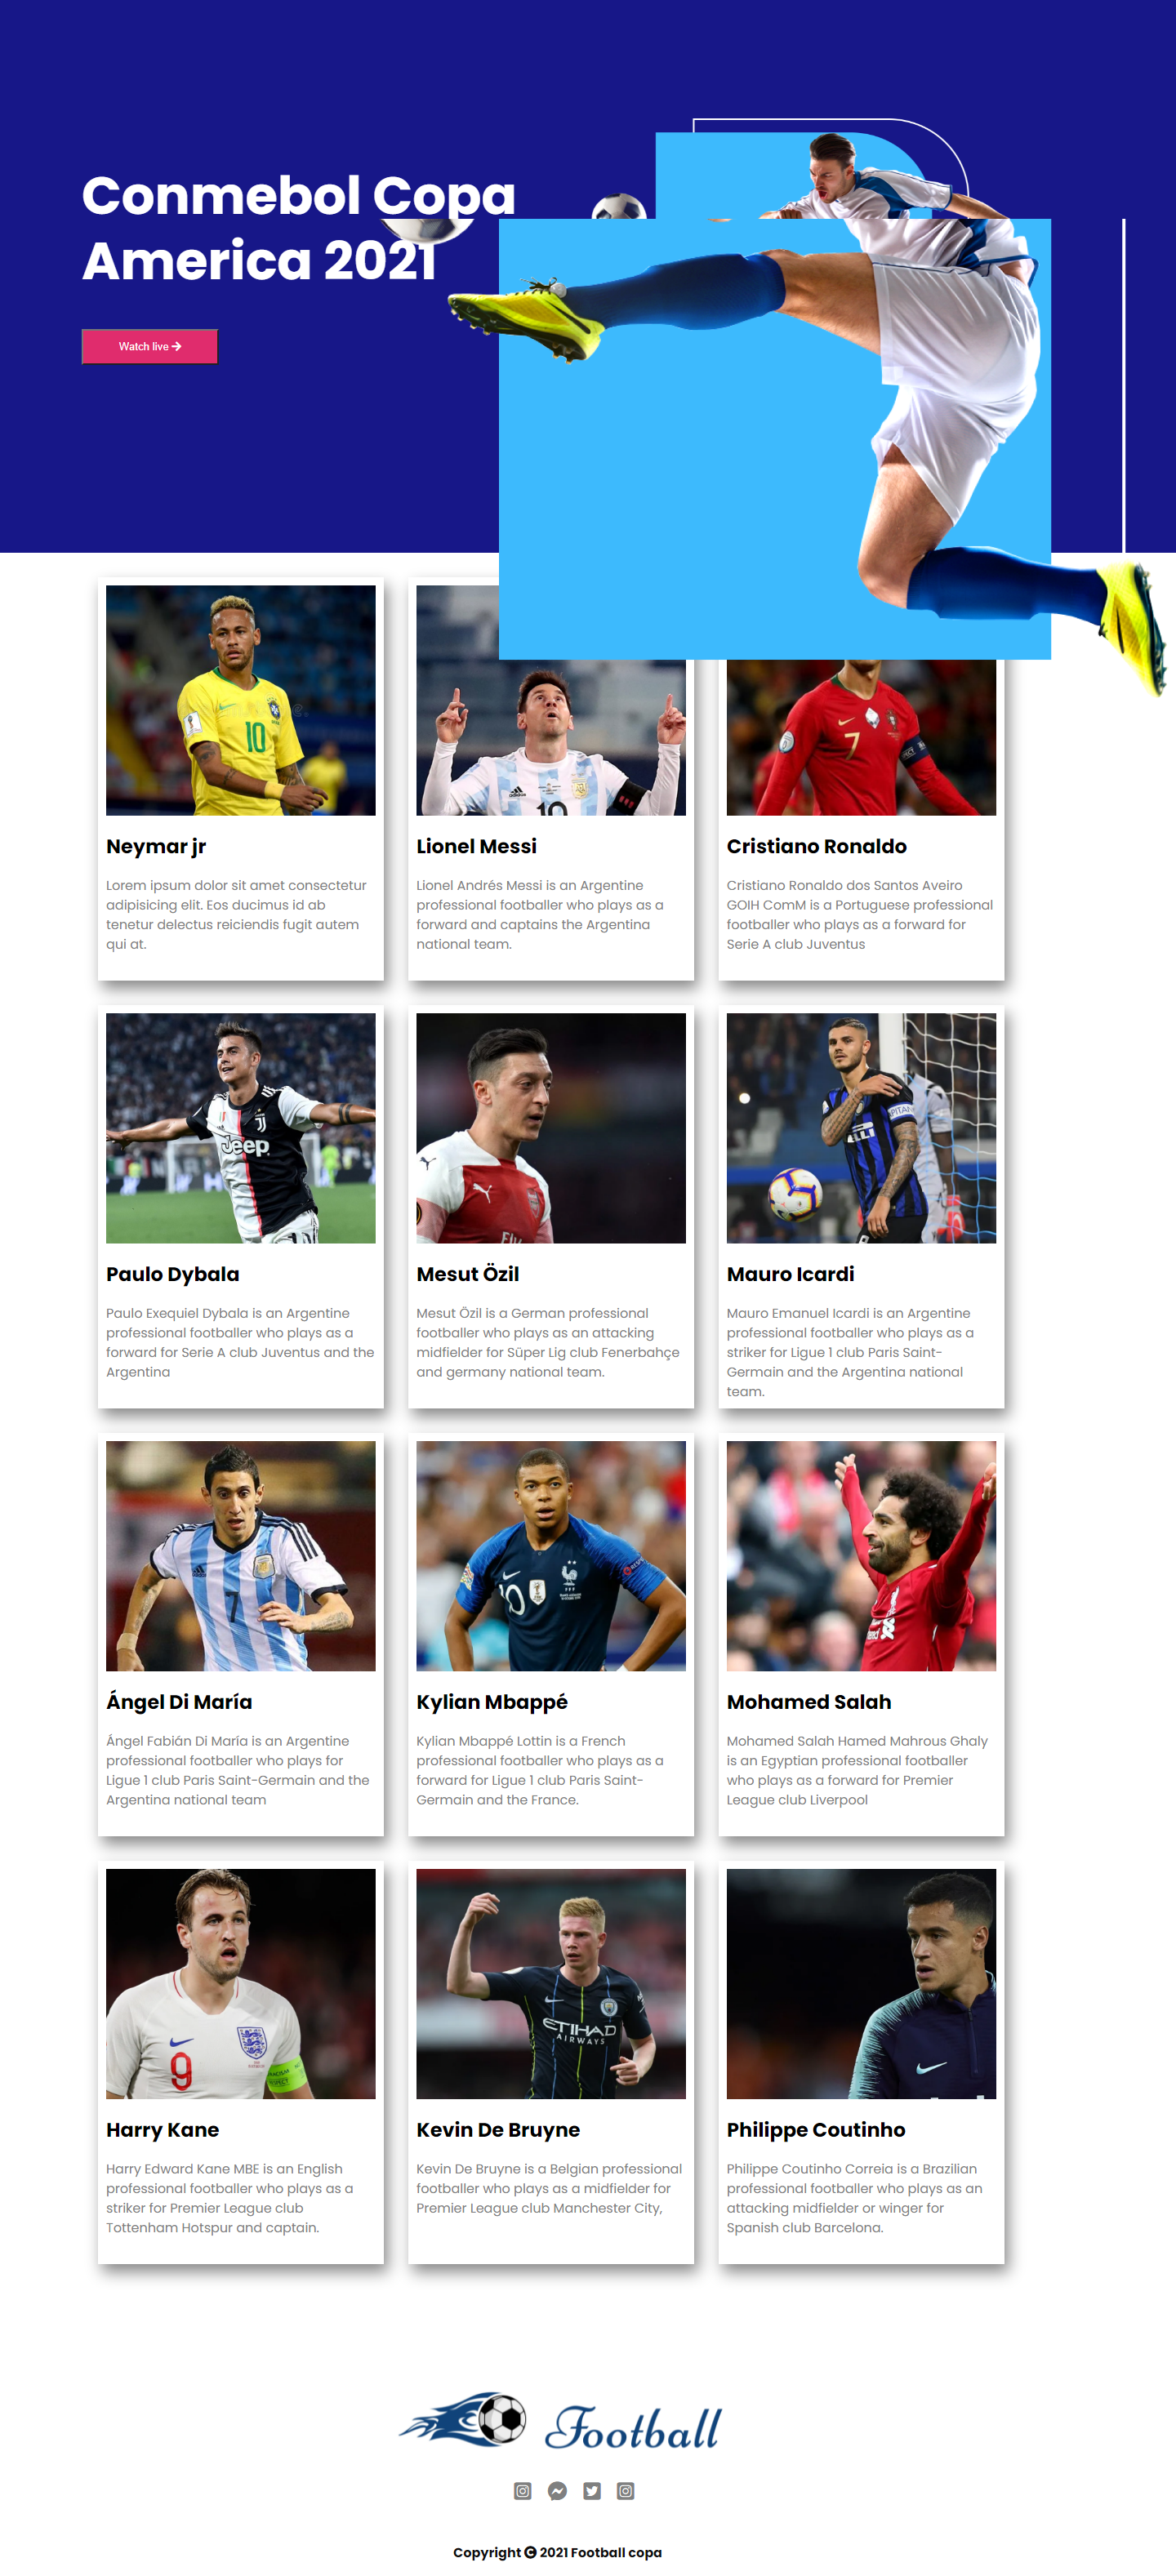 Conmebol Copa
America 2021
Watch live
10
10
7
Neymar jr
Lionel Messi
Cristiano Ronaldo
Lorem ipsum dolor sit amet consectetur
adipisicing elit. Eos ducimus id ab
tenetur delectus reiciendis fugit autem
qui at.
Lionel Andrés Messi is an Argentine
professional footballer who plays as a
forward and captains the Argentina
national team.
Cristiano Ronaldo dos Santos Aveiro
GOIH ComM is a Portuguese professional
footballer who plays as a forward for
Serie A club Juventus
Jeep
Paulo Dybala
Mesut Özil
Mauro Icardi
Paulo Exequiel Dybala is an Argentine
professional footballer who plays as a
forward for Serie A club Juventus and the
Argentina
Mesut Özil is a German professional
footballer who plays as an attacking
midfielder for Süper Lig club Fenerbahçe
and germany national team.
Mauro Emanuel Icardi is an Argentine
professional footballer who plays as a
striker for Ligue 1 club Paris Saint-
Germain and the Argentina national
team.
7
10
Ángel Di María
Kylian Mbappé
Mohamed Salah
Ángel Fabián Di María is an Argentine
professional footballer who plays for
Ligue 1 club Paris Saint-Germain and the
Argentina national team
Kylian Mbappé Lottin is a French
professional footballer who plays as a
forward for Ligue 1 club Paris Saint-
Germain and the France.
Mohamed Salah Hamed Mahrous Ghaly
is an Egyptian professional footballer
who plays as a forward for Premier
League club Liverpool
9
ETIHAD
AIRWAYS
Harry Kane
Kevin De Bruyne
Philippe Coutinho
Harry Edward Kane MBE is an English
professional footballer who plays as a
striker for Premier League club
Tottenham Hotspur and captain.
Kevin De Bruyne is a Belgian professional
footballer who plays as a midfielder for
Premier League club Manchester City,
Philippe Coutinho Correia is a Brazilian
professional footballer who plays as an
attacking midfielder or winger for
Spanish club Barcelona.
Football
Copyright © 2021 Football copa